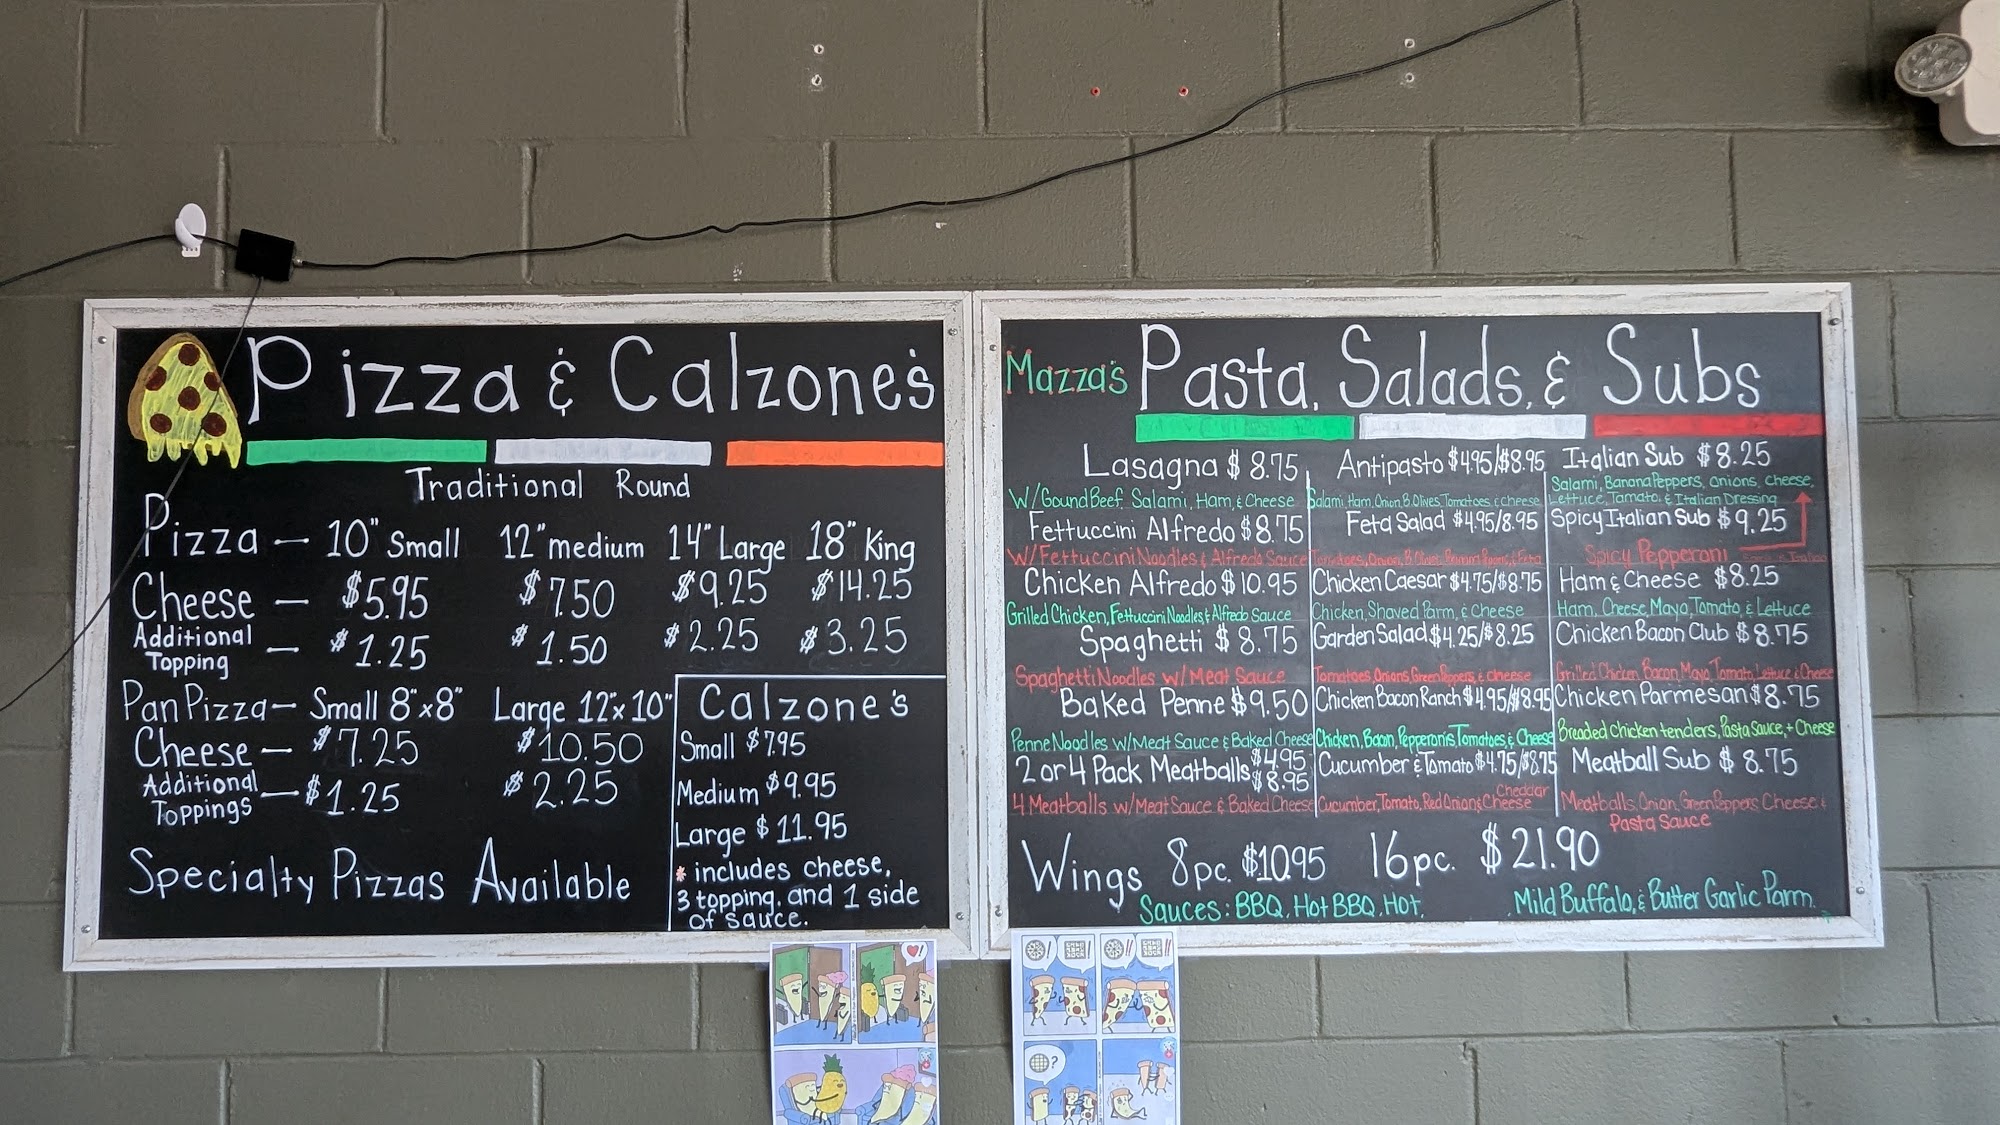 Pizza & Calzone's
Traditional Round
Pizza — 10" Small 12" medium 14" Large 18" King
Cheese — $5.95 $7.50 $9.25 $14.25
Additional Topping — $1.25 $1.50 $2.25 $3.25
Pan Pizza — Small 8"x8" Large 12"x10"
Cheese — $7.25 $10.50
Additional Toppings — $1.25 $2.25
Specialty Pizzas Available
Calzone's
Small $7.95
Medium $9.95
Large $11.95
* includes cheese,
3 topping, and 1 side
of sauce.
Mazza's Pasta, Salads, & Subs
Lasagna $8.75
W/GoundBeef, Salami, Ham, & Cheese
Fettuccini Alfredo $8.75
W/Fettuccini Noodles & Alfredo Sauce
Chicken Alfredo $10.95
Grilled Chicken, Fettuccini Noodles, & Alfredo Sauce
Spaghetti $8.75
Spaghetti Noodles w/ Meat Sauce
Baked Penne $9.50
Penne Noodles w/Meat Sauce & Baked Cheese
2 or 4 Pack Meatballs $4.95 $8.95
4 Meatballs w/Meat Sauce & Baked Cheese
Antipasto $4.95/$8.95
Salami, Ham, Onion, B.Olives, Tomatoes, & cheese
Feta Salad $4.95/8.95
Tomatoes, Onion, B.Olives,
Chicken Caesar $4.75/$8.75
Chicken, Shaved Parm, & Cheese
Garden Salad $4.25/$8.25
Tomatoes, Onions, Green Peppers, & cheese
Chicken Bacon Ranch $4.95/$8.95
Chicken, Bacon, Pepperonis, Tomatoes, & Cheese
Cucumber & Tomato $4.75/$8.75
Cucumber, Tomato, Red Onion & Cheddar Cheese
Italian Sub $8.25
Salami, Banana Peppers, onions, cheese,
Lettuce, Tomato, & Italian Dressing
Spicy Italian Sub $9.25
Spicy Pepperoni
Ham & Cheese $8.25
Ham, Cheese, Mayo, Tomato, & Lettuce
Chicken Bacon Club $8.75
Grilled Chicken, Bacon, Mayo, Tomato, Lettuce & Cheese
Chicken Parmesan $8.75
Breaded chicken tenders, Pasta Sauce, + Cheese
Meatball Sub $8.75
Meatballs, Onion, Green Peppers, Cheese &
Pasta Sauce
Wings 8pc. $10.95 16pc. $21.90
Sauces: BBQ, Hot BBQ, Hot, Mild Buffalo, & Butter Garlic Parm